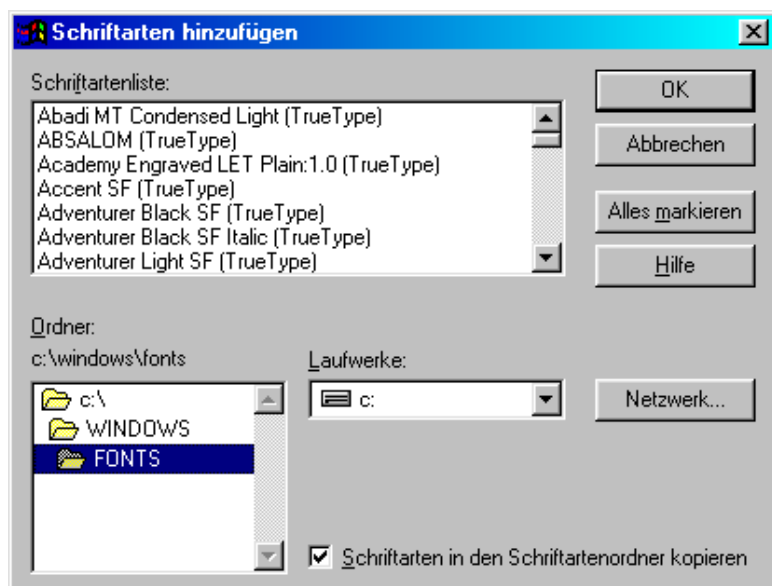 Schriftarten hinzufügen
Schriftartenliste:
Abadi MT Condensed Light (TrueType)
ABSALOM (TrueType)
Academy Engraved LET Plain:1.0 (TrueType)
Accent SF (TrueType)
Adventurer Black SF (TrueType)
Adventurer Black SF Italic (TrueType)
Adventurer Light SF (TrueType)
OK
Abbrechen
Alles markieren
Hilfe
Ordner:
c:\windows\fonts
c:\
WINDOWS
FONTS
Laufwerke:
c:
Netzwerk...
Schriftarten in den Schriftartenordner kopieren